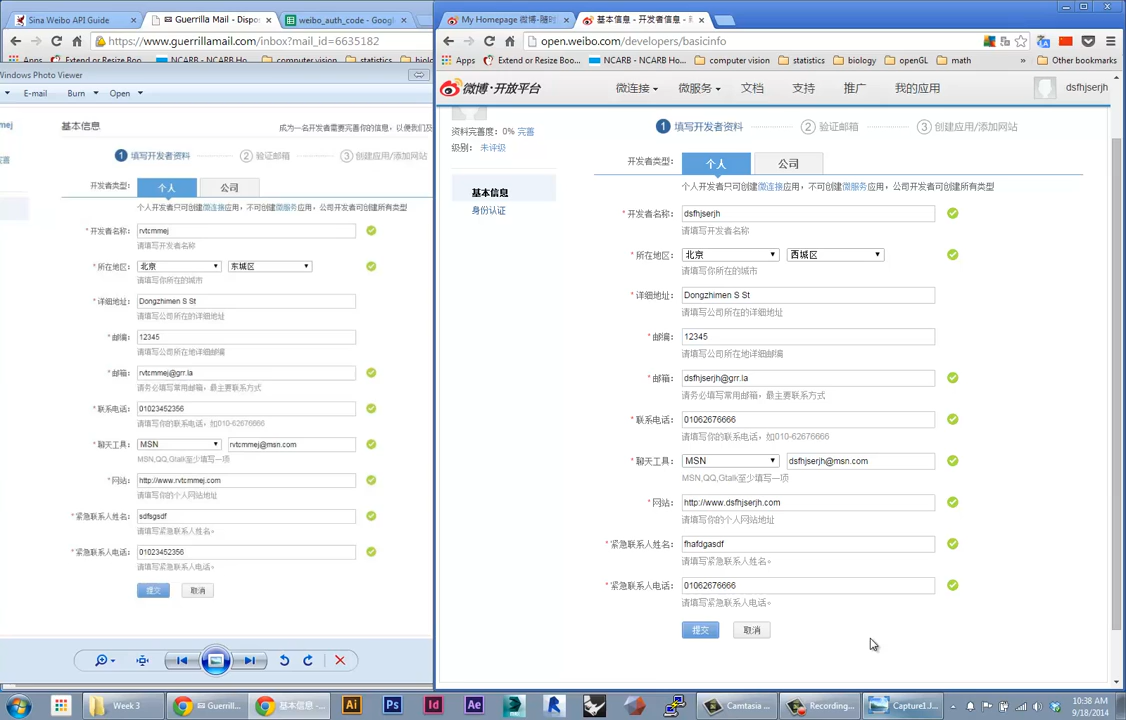 Sina Weibo API Guide
Guerrilla Mail - Dispos
weibo_auth_code - Googl
https://www.guerrillamail.com/inbox?mail_id=6635182
Apps
Extend or Resize Boo...
NCARB - NCARB Ho...
computer vision
statistics
bio
Windows Photo Viewer
E-mail
Burn
Open
mej
完善
基本信息
成为一名开发者需要完善你的信息，以便我们及
1 填写开发者资料
2 验证邮箱
3 创建应用/添加网站
开发者类型：
个人
公司
个人开发者只可创建微连接应用，不可创建微服务应用，公司开发者可创建所有类型
* 开发者名称：
rvtcmmej
请填写开发者名称
* 所在地区：
北京
东城区
请填写你所在的城市
* 详细地址：
Dongzhimen S St
请填写公司所在的详细地址
* 邮编：
12345
请填写公司所在地详细邮编
* 邮箱：
rvtcmmej@grr.la
请务必填写常用邮箱，最主要联系方式
* 联系电话：
01023452356
请填写你的联系电话，如010-62676666
* 聊天工具：
MSN
rvtcmmej@msn.com
MSN,QQ,Gtalk至少填写一项
* 网站：
http://www.rvtcmmej.com
请填写你的个人网站地址
* 紧急联系人姓名：
sdfsgsdf
请填写紧急联系人姓名。
* 紧急联系人电话：
01023452356
请填写紧急联系人电话。
提交
取消
My Homepage 微博-随时
基本信息 - 开发者信息 -
open.weibo.com/developers/basicinfo
Apps
Extend or Resize Boo...
NCARB - NCARB Ho...
computer vision
statistics
biology
openGL
math
»
Other bookmarks
微博·开放平台
微连接
微服务
文档
支持
推广
我的应用
dsfhjserjh
资料完善度：0% 完善
级别： 未评级
基本信息
身份认证
1 填写开发者资料
2 验证邮箱
3 创建应用/添加网站
开发者类型：
个人
公司
个人开发者只可创建微连接应用，不可创建微服务应用，公司开发者可创建所有类型
* 开发者名称：
dsfhjserjh
请填写开发者名称
* 所在地区：
北京
西城区
请填写你所在的城市
* 详细地址：
Dongzhimen S St
请填写公司所在的详细地址
* 邮编：
12345
请填写公司所在地详细邮编
* 邮箱：
dsfhjserjh@grr.la
请务必填写常用邮箱，最主要联系方式
* 联系电话：
01062676666
请填写你的联系电话，如010-62676666
* 聊天工具：
MSN
dsfhjserjh@msn.com
MSN,QQ,Gtalk至少填写一项
* 网站：
http://www.dsfhjserjh.com
请填写你的个人网站地址
* 紧急联系人姓名：
fhafdgasdf
请填写紧急联系人姓名。
* 紧急联系人电话：
01062676666
请填写紧急联系人电话。
提交
取消
Week 3
Guerril...
基本信息 -...
Ai
Ps
Id
Ae
Camtasia ...
Recording...
Capture1.J...
10:38 AM
9/18/2014